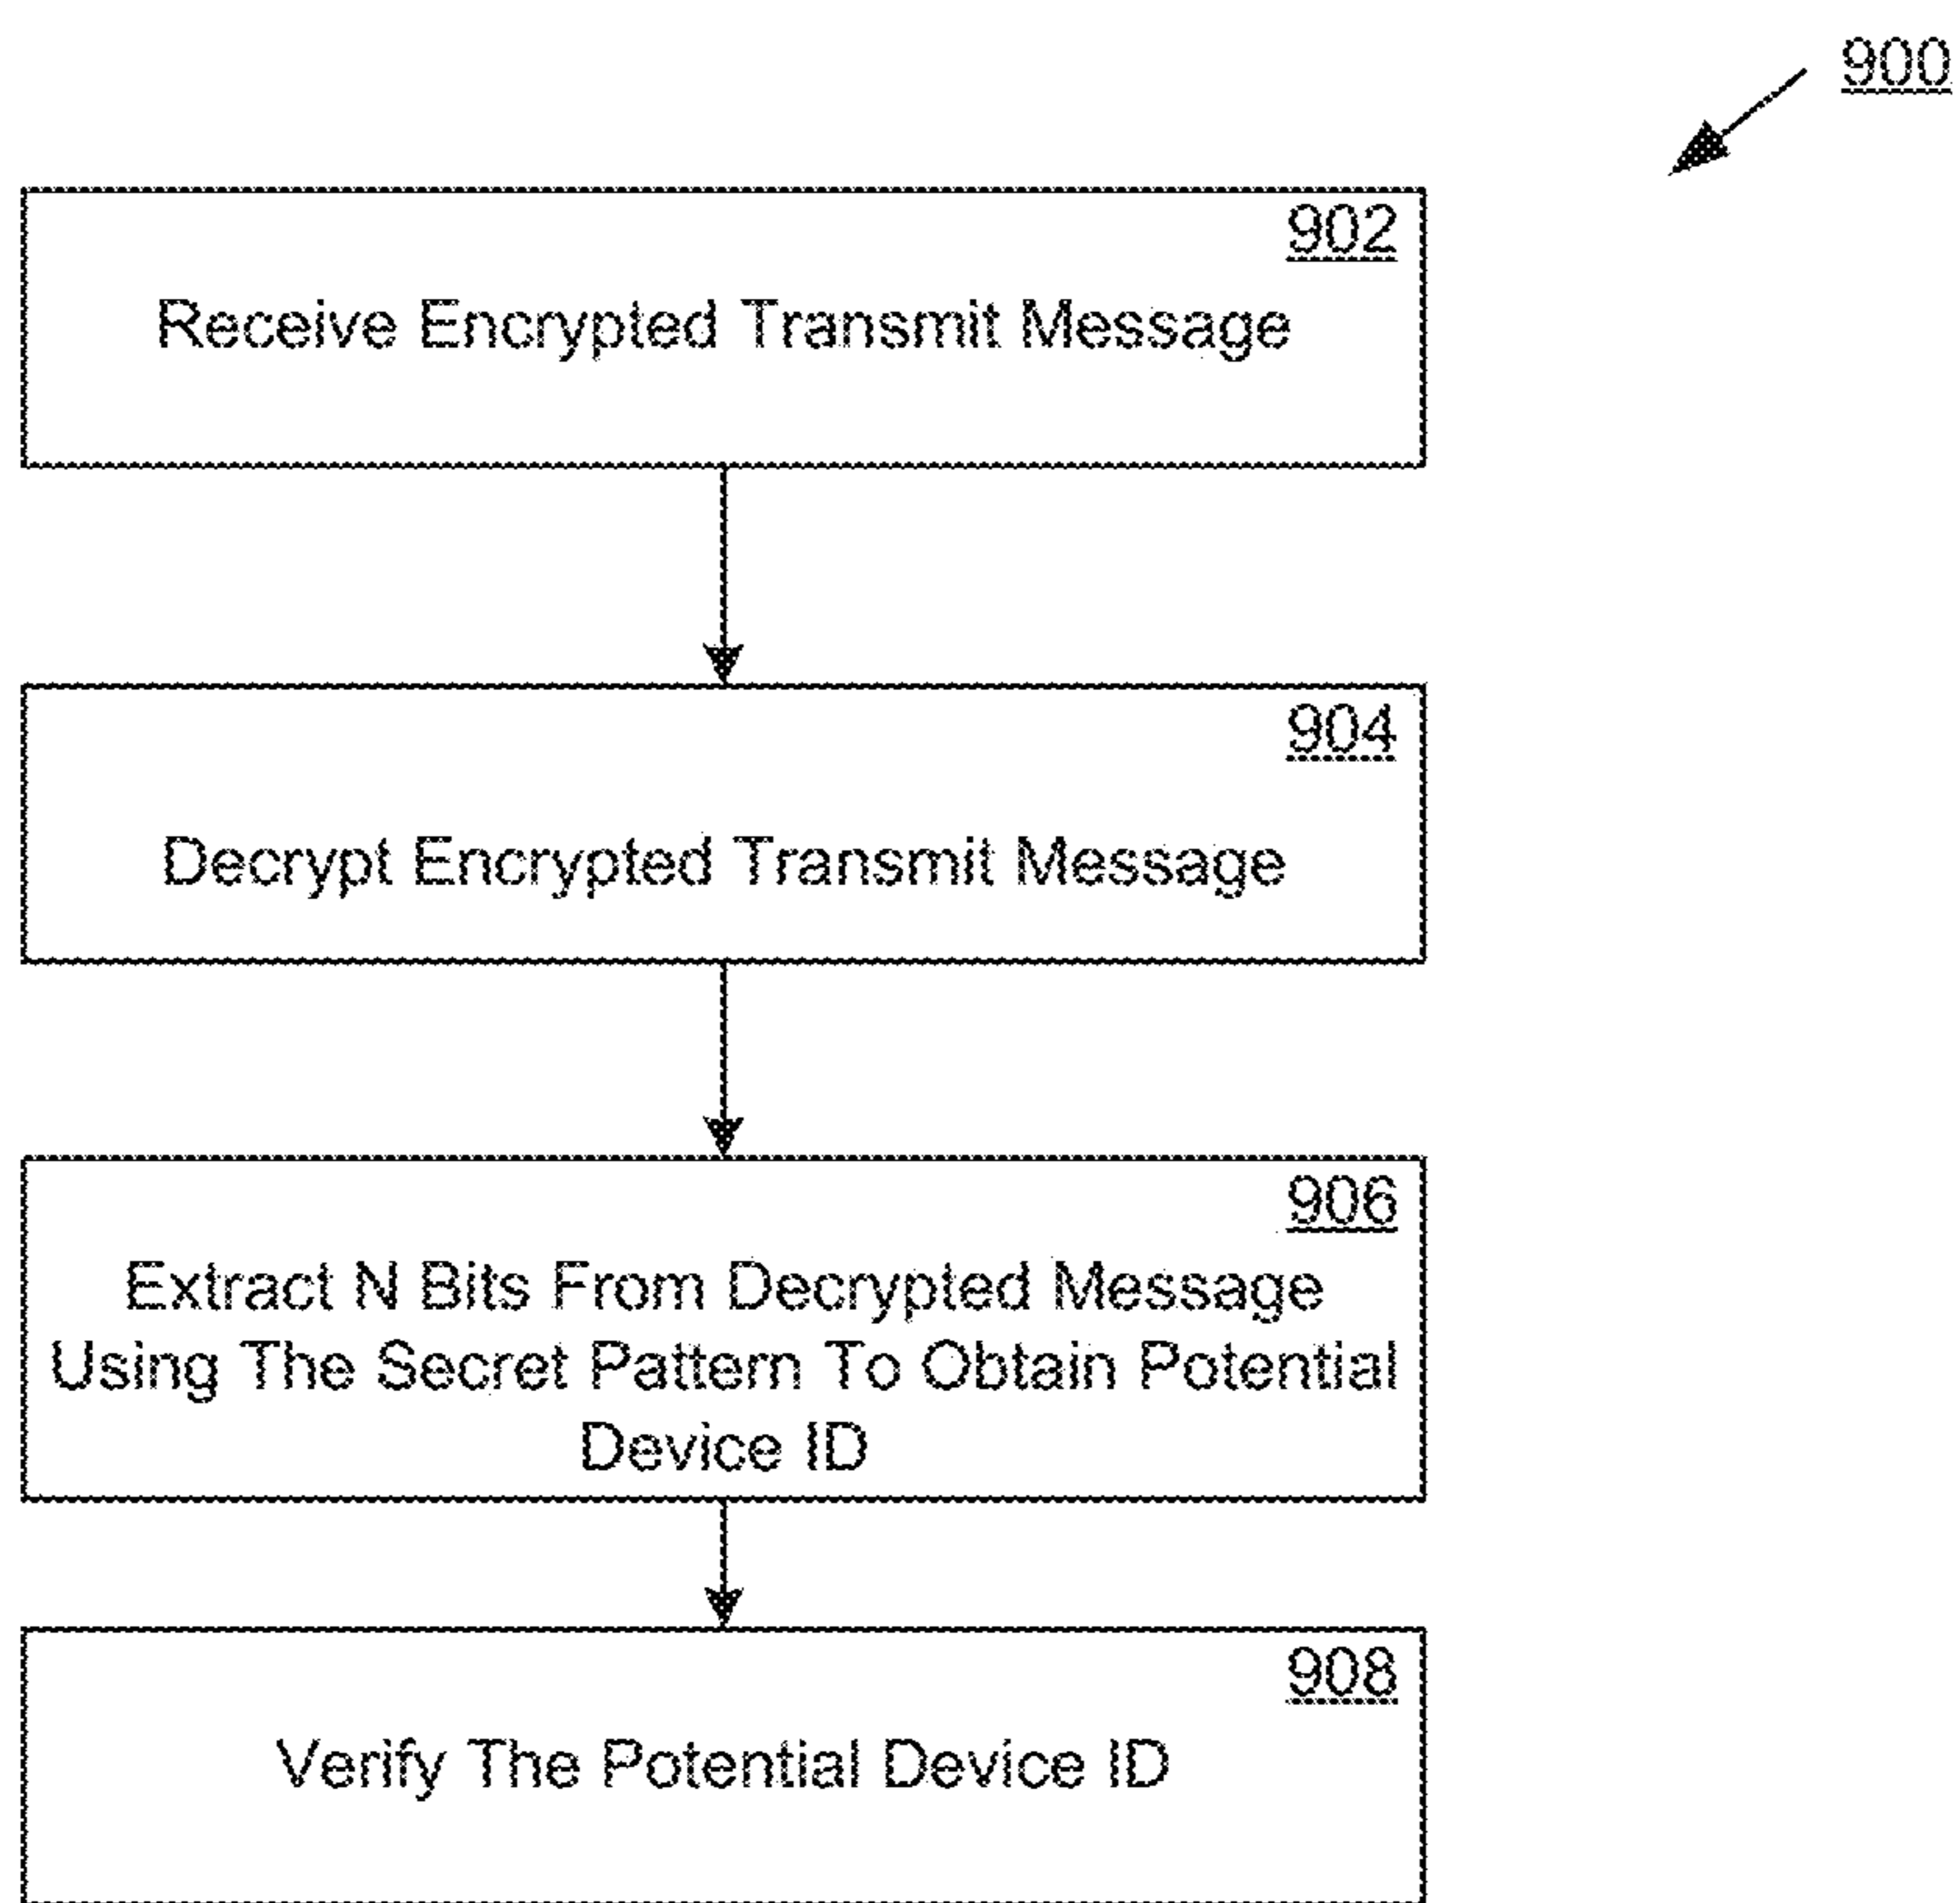 900
902
Receive Encrypted Transmit Message
904
Decrypt Encrypted Transmit Message
906
Extract N Bits From Decrypted Message
Using The Secret Pattern To Obtain Potential
Device ID
908
Verify The Potential Device ID